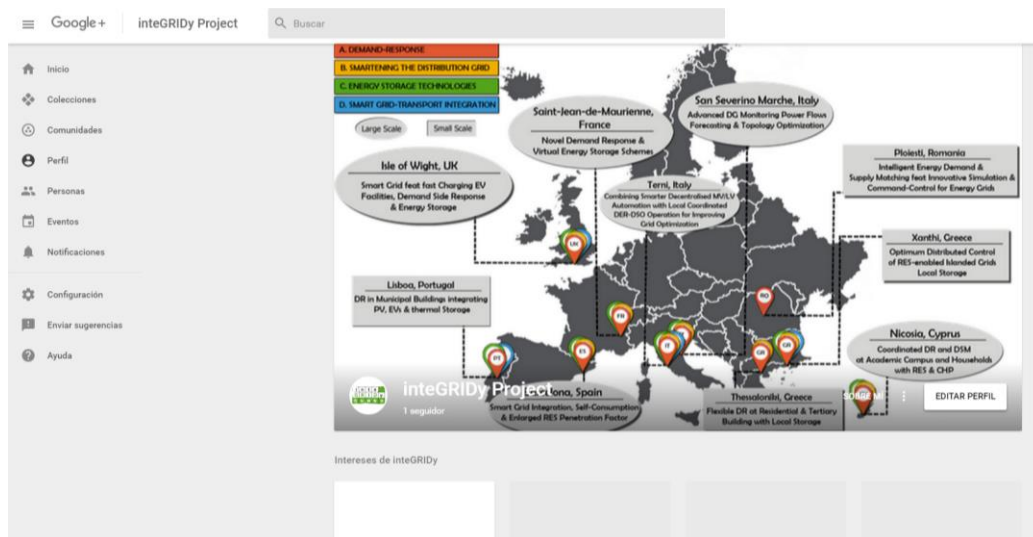 Google+
inteGRIDy Project
Buscar
Inicio
Colecciones
Comunidades
Perfil
Personas
Eventos
Notificaciones
Configuración
Enviar sugerencias
Ayuda
A. DEMAND-RESPONSE
B. SMARTENING THE DISTRIBUTION GRID
C. ENERGY STORAGE TECHNOLOGIES
D. SMART GRID-TRANSPORT INTEGRATION
Large Scale
Small Scale
Isle of Wight, UK
Smart Grid feat fast Charging EV
Facilities, Demand Side Response
& Energy Storage
Saint-Jean-de-Maurienne,
France
Novel Demand Response &
Virtual Energy Storage Schemes
San Severino Marche, Italy
Advanced DG Monitoring Power Flows
Forecasting & Topology Optimization
Terni, Italy
Combining Smarter Decentralised MV/LV
Automation with Local Coordinated
DER-DSO Operation for Improving
Grid Optimization
Ploiesti, Romania
Intelligent Energy Demand &
Supply Matching feat Innovative Simulation &
Command-Control for Energy Grids
Xanthi, Greece
Optimum Distributed Control
of RES-enabled Islanded Grids
Local Storage
Lisboa, Portugal
DR in Municipal Buildings integrating
PV, EVs & thermal Storage
Nicosia, Cyprus
Coordinated DR and DSM
at Academic Campus and Households
with RES & CHP
UK
FR
RO
PT
ES
IT
GR
GR
inteGRIDy Project
1 seguidor
ona, Spain
Smart Grid Integration, Self-Consumption
& Enlarged RES Penetration Factor
Thessaloniki, Greece
Flexible DR at Residential & Tertiary
Building with Local Storage
SOBRE MÍ
EDITAR PERFIL
Intereses de inteGRIDy